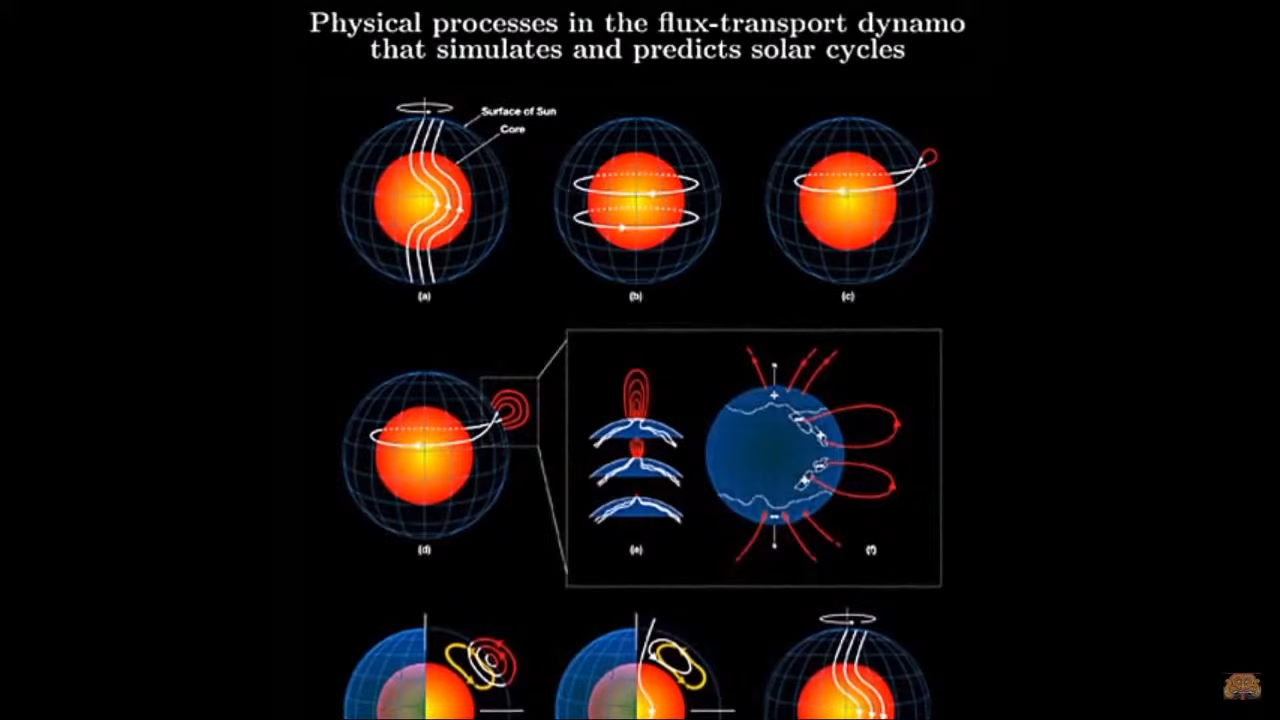 Physical processes in the flux-transport dynamo
that simulates and predicts solar cycles
Surface of Sun
Core
(a)
(b)
(c)
+
-
(d)
(e)
(f)